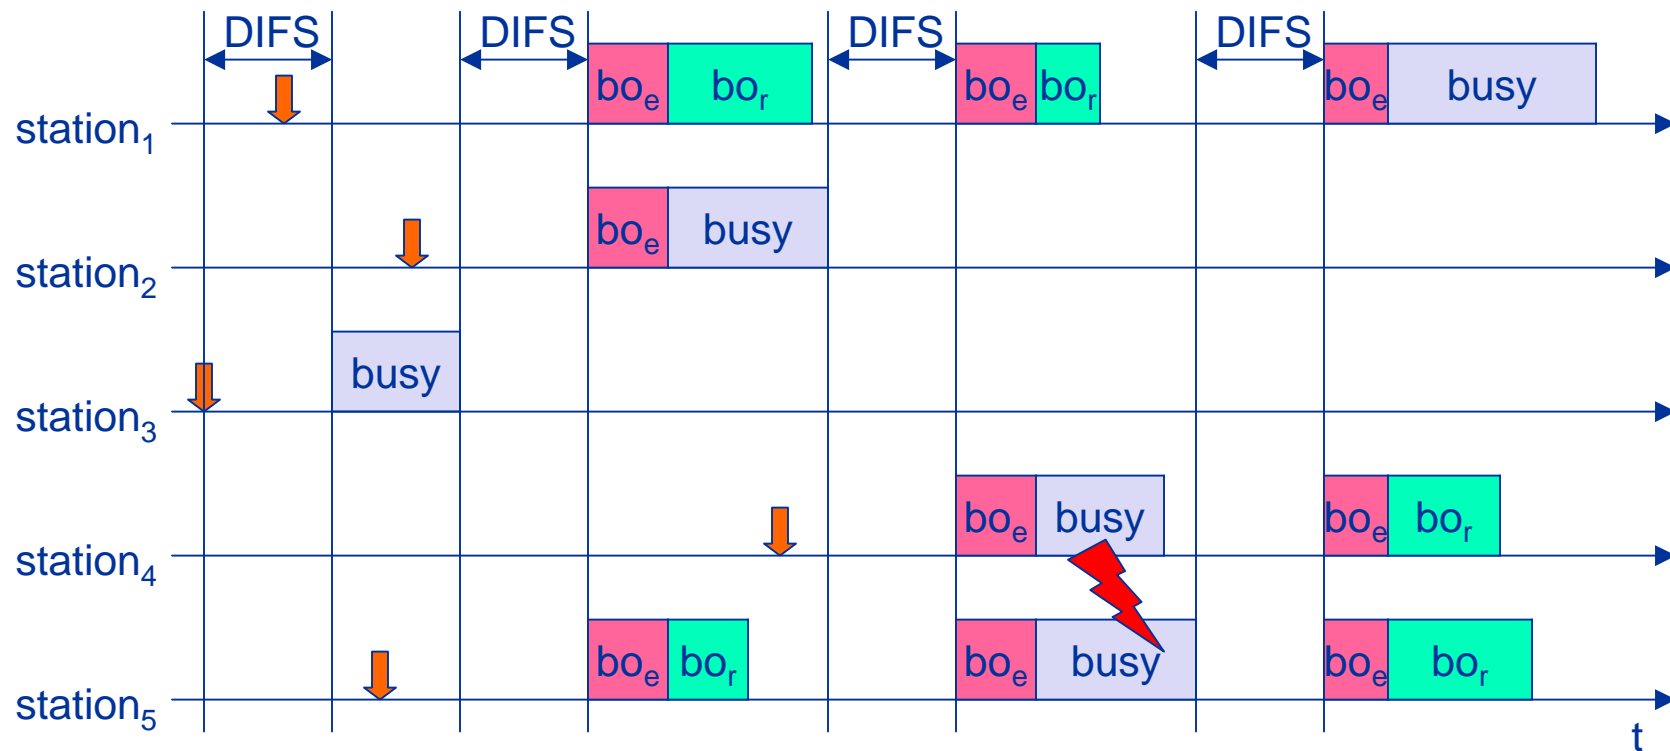 DIFS DIFS DIFS DIFS
station₁ boₑ boᵣ boₑ boᵣ boₑ busy
station₂ boₑ busy
station₃ busy
station₄ boₑ busy boₑ boᵣ
station₅ boₑ boᵣ boₑ busy boₑ boᵣ
t